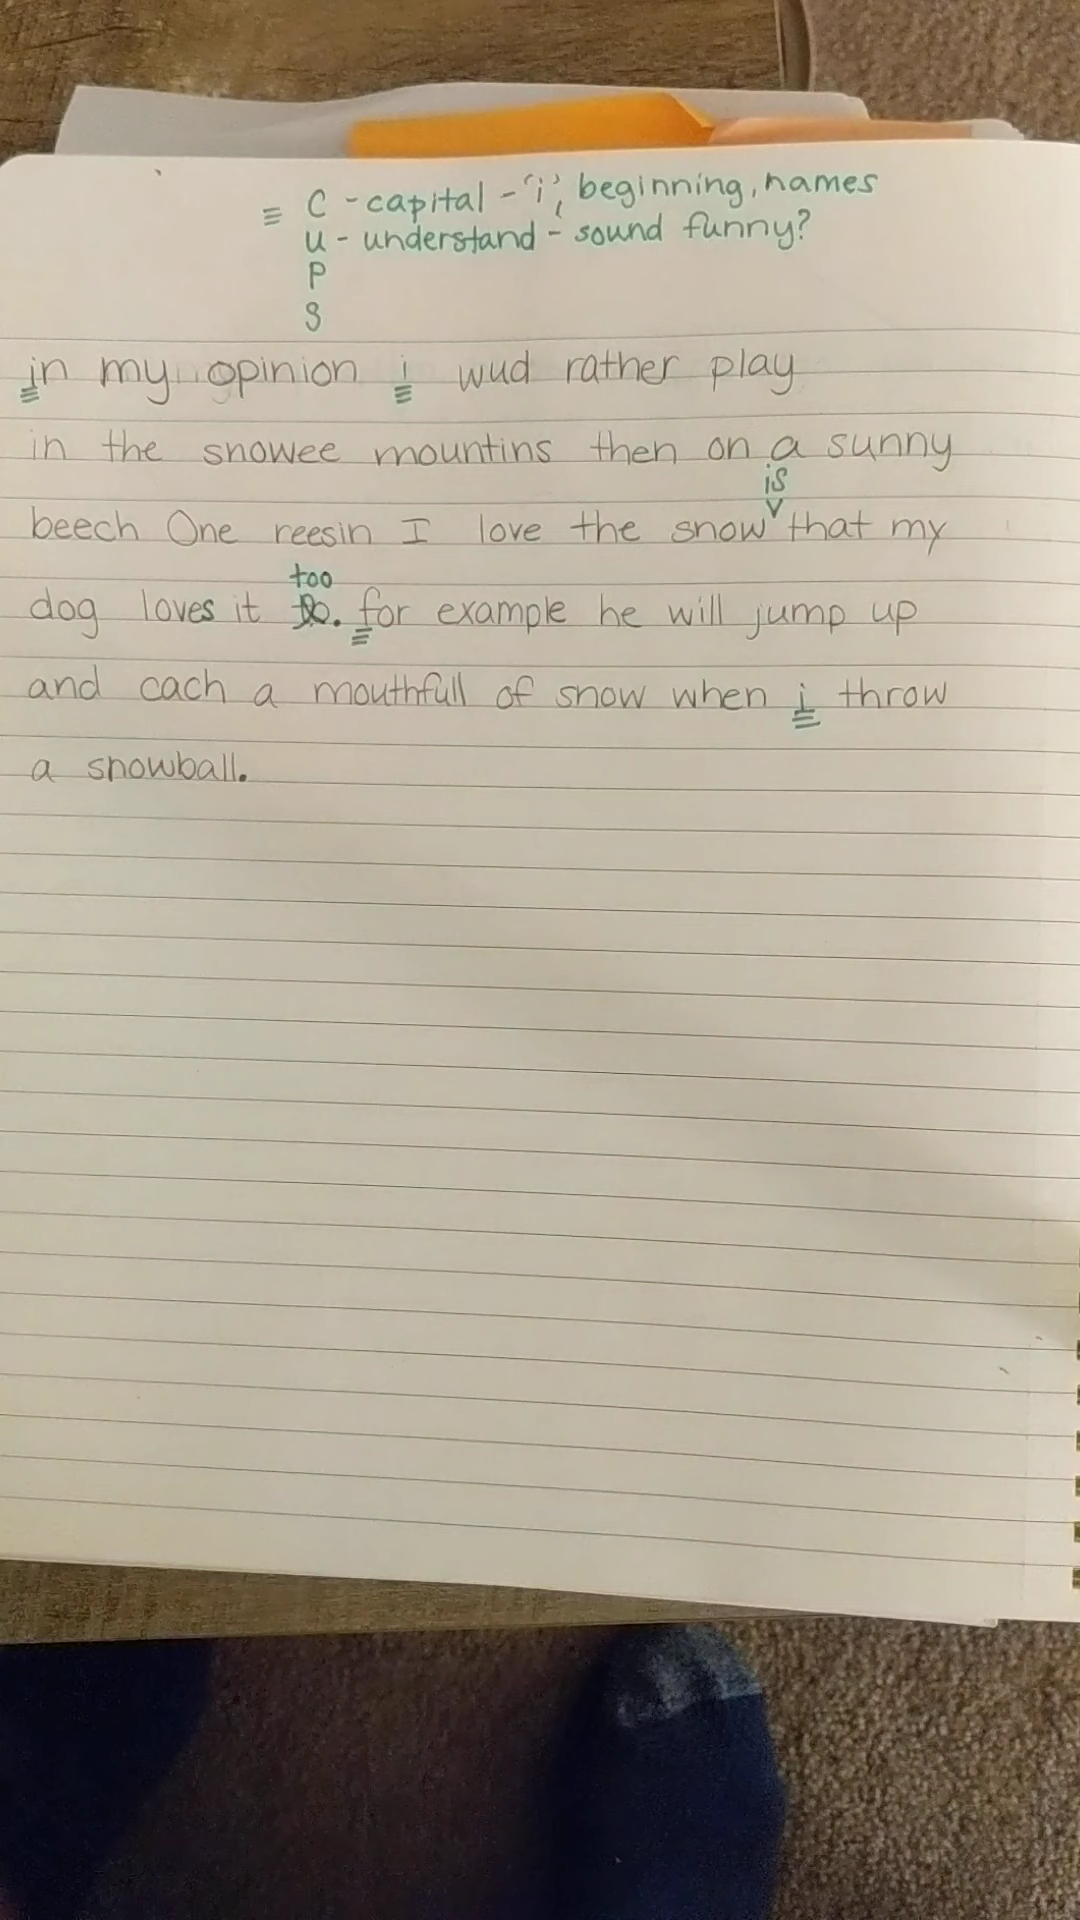 ≡ C - capital - 'i', beginning, names
U - understand - sound funny?
P
S
in my opinion i wud rather play
in the snowee mountins then on a sunny
is
beech One reesin I love the snow that my
too
dog loves it to. for example he will jump up
and cach a mouthfull of snow when i throw
a snowball.